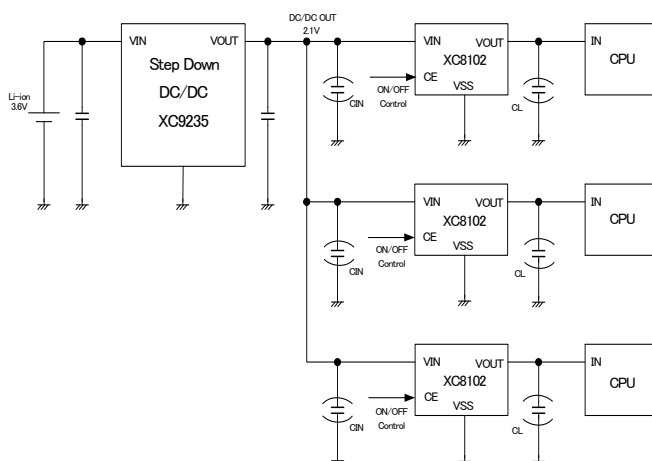 DC/DC OUT
2.1V
VIN
VOUT
Step Down
DC/DC
XC9235
Li-ion
3.6V
VIN
VOUT
XC8102
CE
VSS
ON/OFF
Control
CIN
CL
IN
CPU
VIN
VOUT
XC8102
CE
VSS
ON/OFF
Control
CIN
CL
IN
CPU
VIN
VOUT
XC8102
CE
VSS
ON/OFF
Control
CIN
CL
IN
CPU